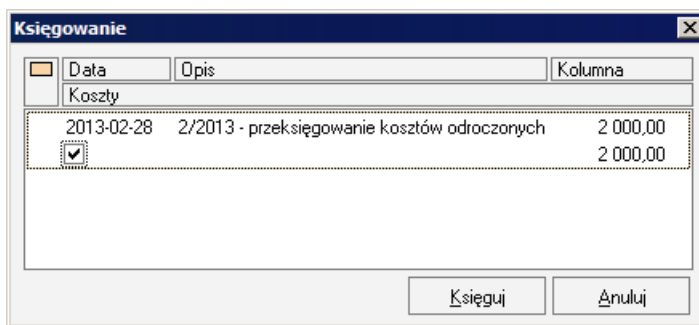 Księgowanie
Data Opis Kolumna
Koszty
2013-02-28 2/2013 - przeksięgowanie kosztów odroczonych 2 000,00
2 000,00
Księguj Anuluj